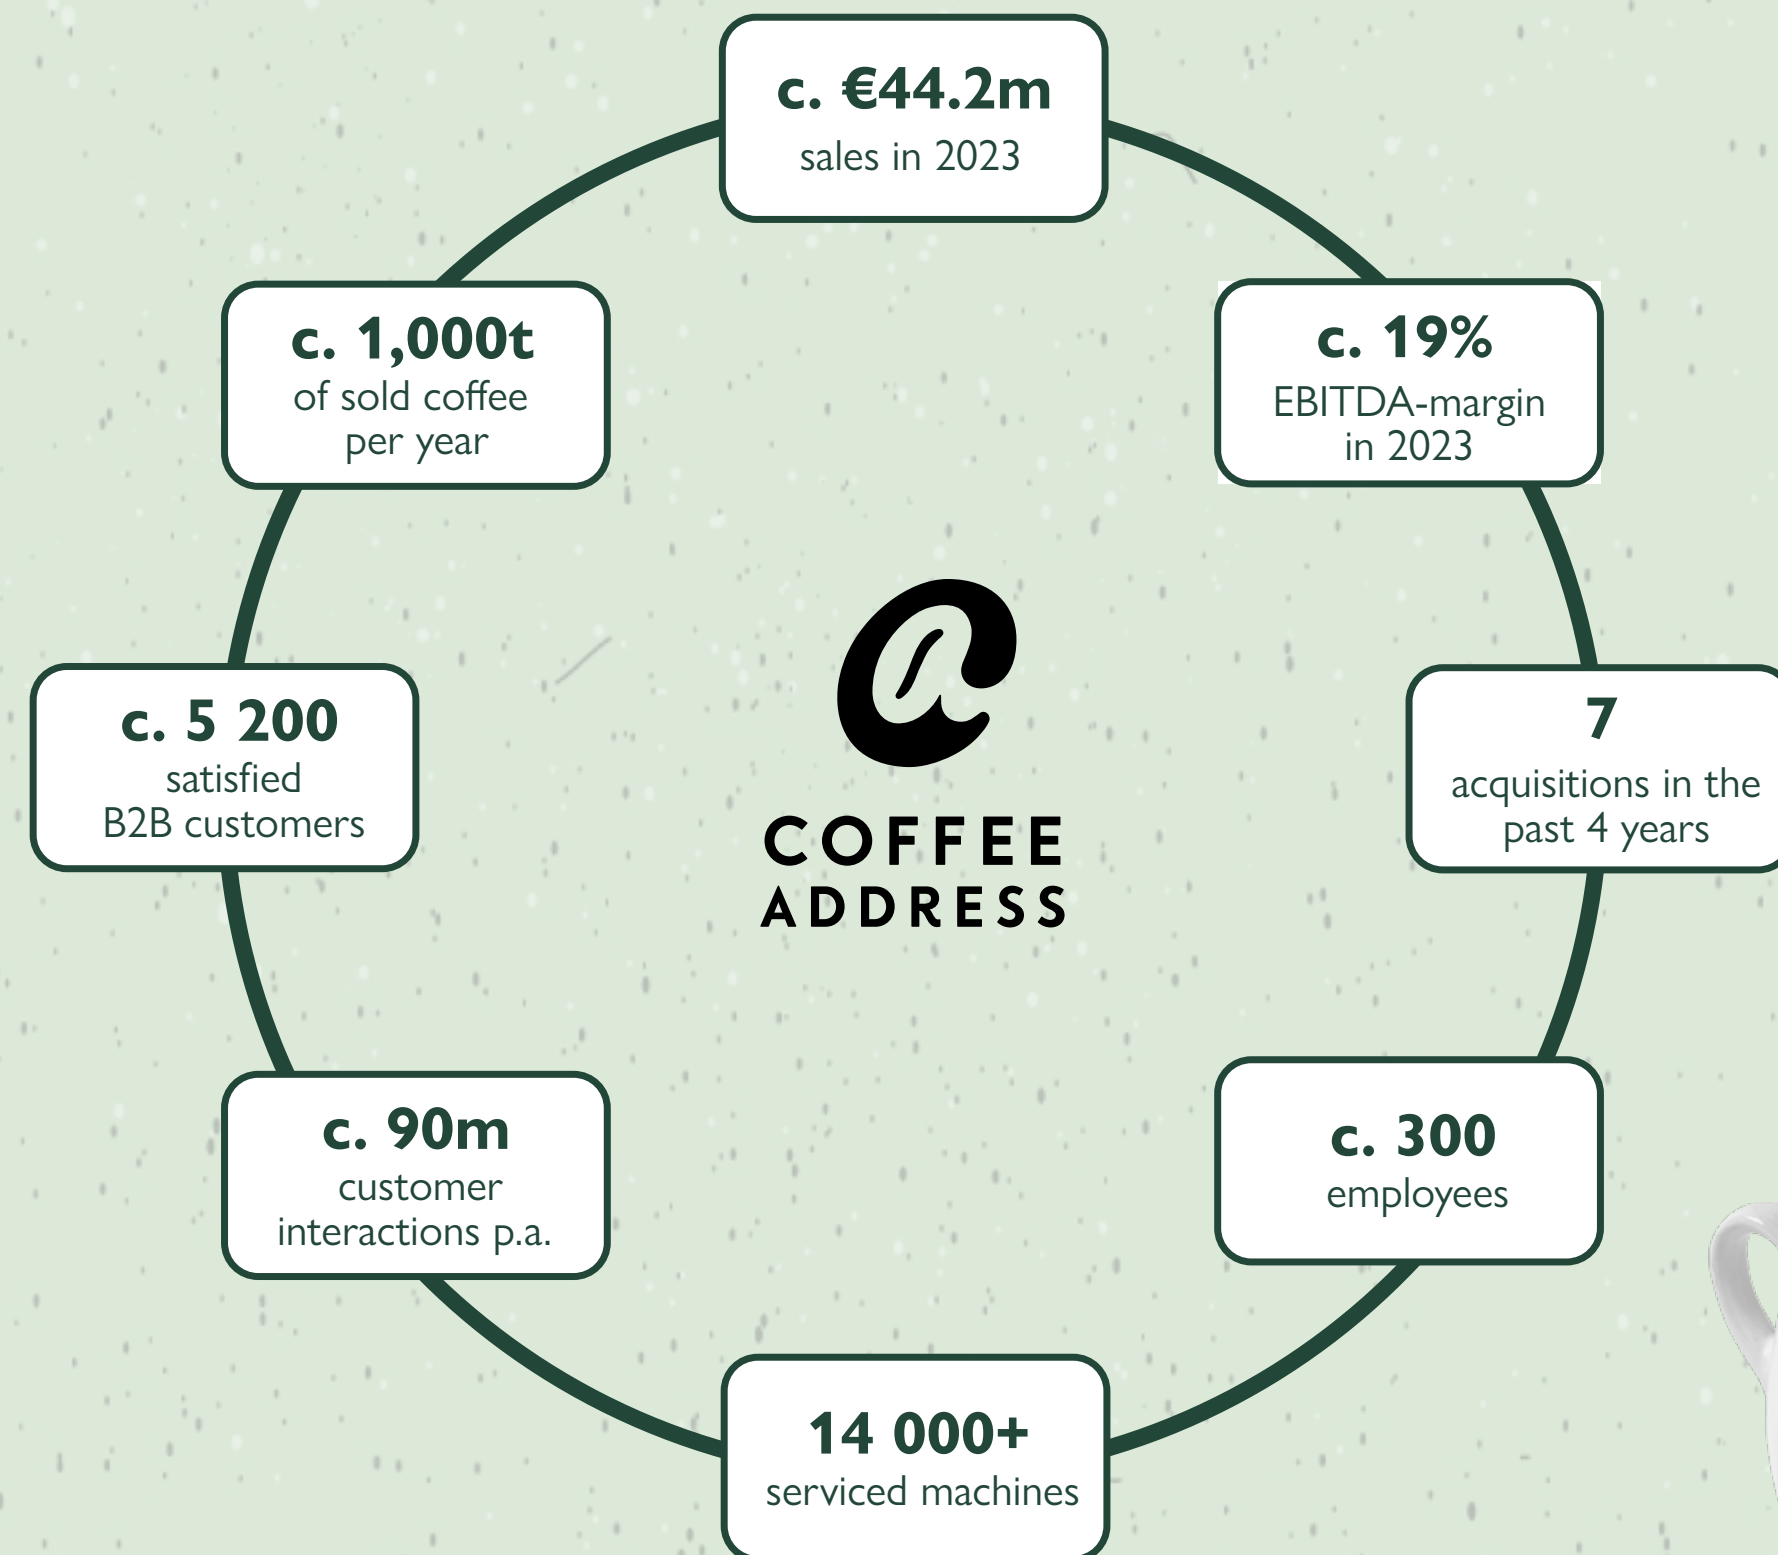 c. €44.2m
sales in 2023
c. 1,000t
of sold coffee
per year
c. 19%
EBITDA-margin
in 2023
c. 5 200
satisfied
B2B customers
COFFEE
ADDRESS
7
acquisitions in the
past 4 years
c. 90m
customer
interactions p.a.
c. 300
employees
14 000+
serviced machines